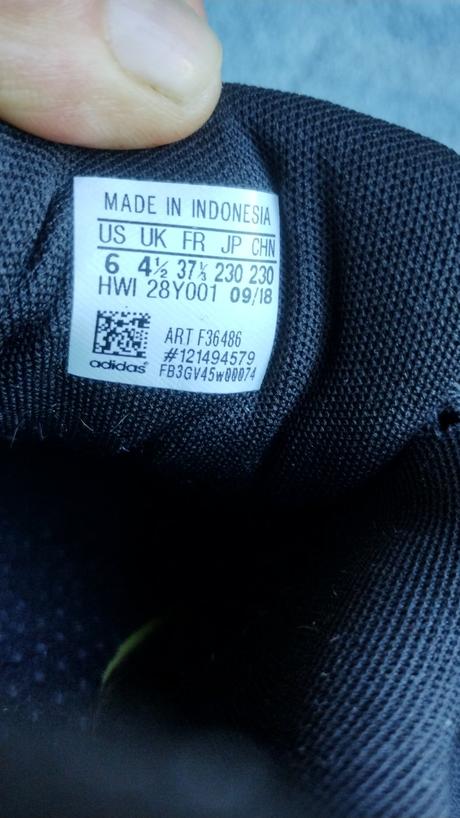 MADE IN INDONESIA
US UK FR JP CHN
6 4½ 37⅓ 230 230
HWI 28Y001 09/18
ART F36486
#121494579
adidas FB3GV45w00074